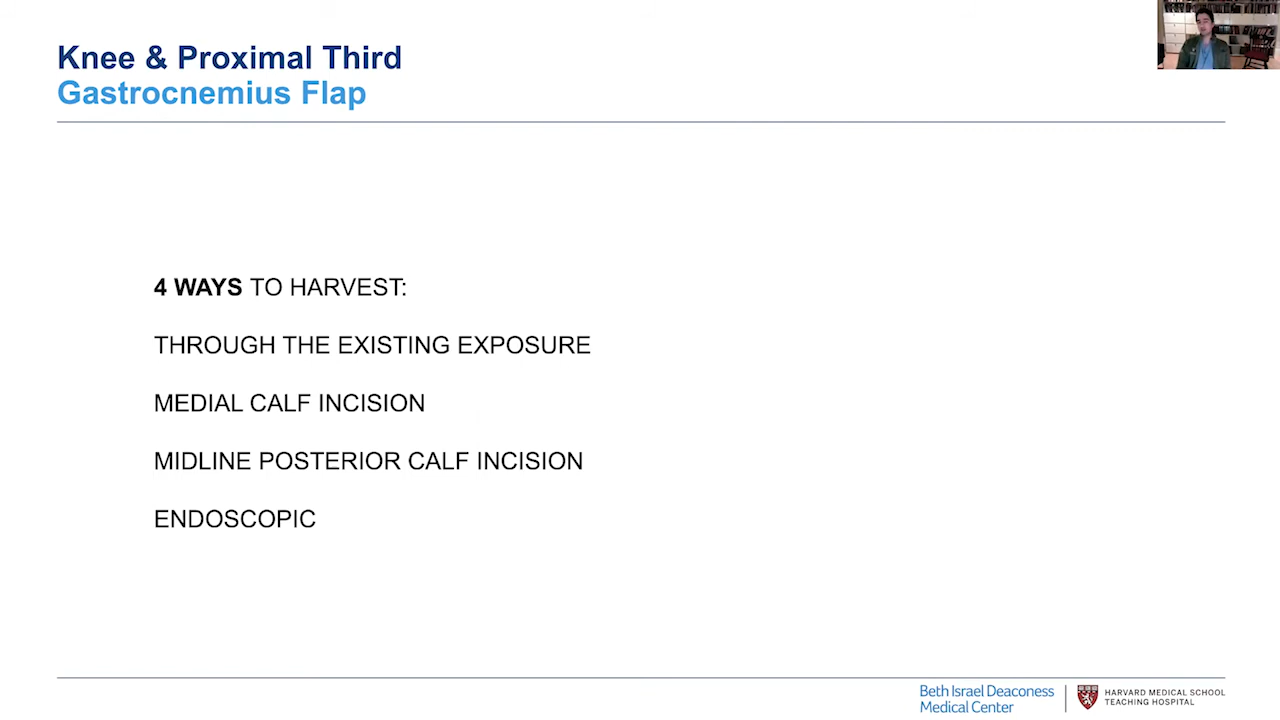 Knee & Proximal Third
Gastrocnemius Flap
4 WAYS TO HARVEST:
THROUGH THE EXISTING EXPOSURE
MEDIAL CALF INCISION
MIDLINE POSTERIOR CALF INCISION
ENDOSCOPIC
Beth Israel Deaconess
Medical Center
HARVARD MEDICAL SCHOOL
TEACHING HOSPITAL